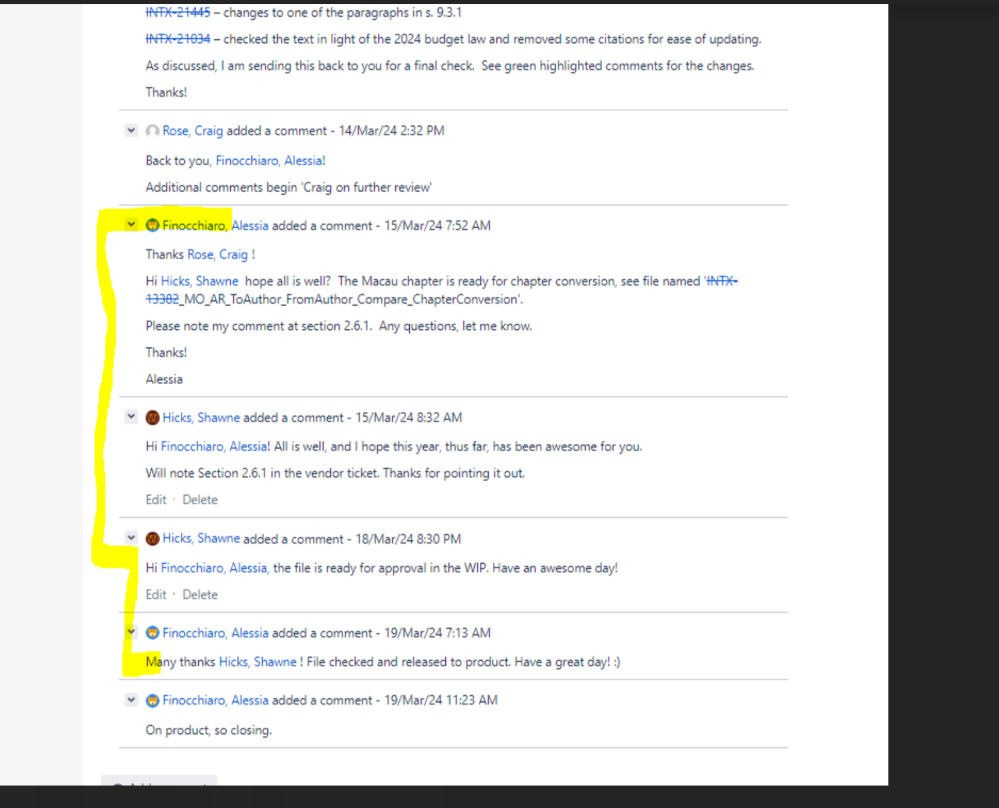 INTX-21445 – changes to one of the paragraphs in s. 9.3.1
INTX-21034 – checked the text in light of the 2024 budget law and removed some citations for ease of updating.
As discussed, I am sending this back to you for a final check.  See green highlighted comments for the changes.
Thanks!
Rose, Craig added a comment - 14/Mar/24 2:32 PM
Back to you, Finocchiaro, Alessia!
Additional comments begin 'Craig on further review'
Finocchiaro, Alessia added a comment - 15/Mar/24 7:52 AM
Thanks Rose, Craig !
Hi Hicks, Shawne  hope all is well?  The Macau chapter is ready for chapter conversion, see file named 'INTX-
13382_MO_AR_ToAuthor_FromAuthor_Compare_ChapterConversion'.
Please note my comment at section 2.6.1.  Any questions, let me know.
Thanks!
Alessia
Hicks, Shawne added a comment - 15/Mar/24 8:32 AM
Hi Finocchiaro, Alessia! All is well, and I hope this year, thus far, has been awesome for you.
Will note Section 2.6.1 in the vendor ticket. Thanks for pointing it out.
Edit · Delete
Hicks, Shawne added a comment - 18/Mar/24 8:30 PM
Hi Finocchiaro, Alessia, the file is ready for approval in the WIP. Have an awesome day!
Edit · Delete
Finocchiaro, Alessia added a comment - 19/Mar/24 7:13 AM
Many thanks Hicks, Shawne ! File checked and released to product. Have a great day! :)
Finocchiaro, Alessia added a comment - 19/Mar/24 11:23 AM
On product, so closing.